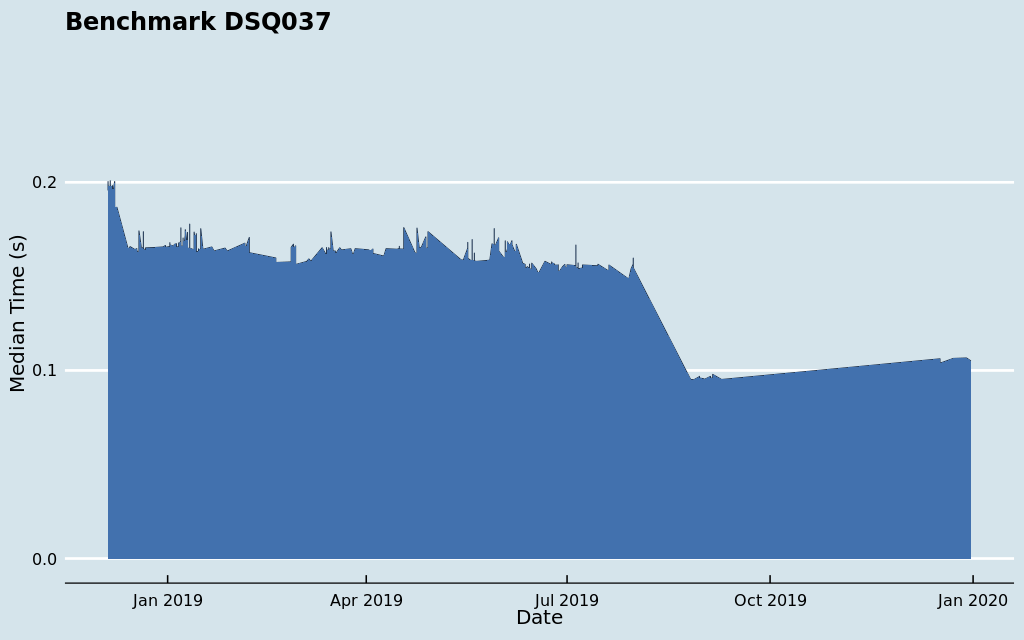 Benchmark DSQ037
Median Time (s)
0.2
0.1
0.0
Jan 2019
Apr 2019
Jul 2019
Oct 2019
Jan 2020
Date